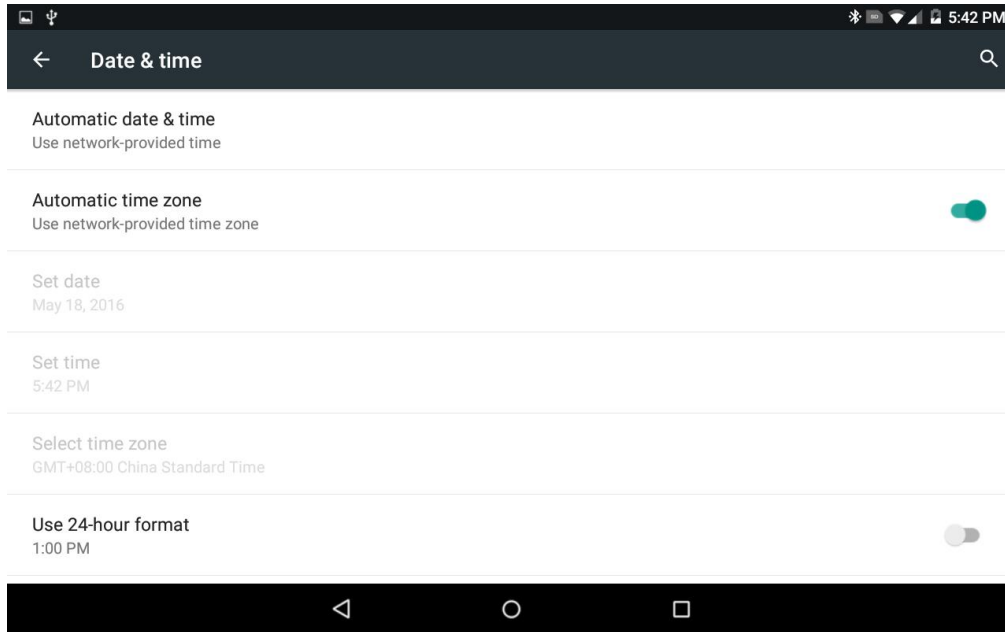 5:42 PM
Date & time
Automatic date & time
Use network-provided time
Automatic time zone
Use network-provided time zone
Set date
May 18, 2016
Set time
5:42 PM
Select time zone
GMT+08:00 China Standard Time
Use 24-hour format
1:00 PM